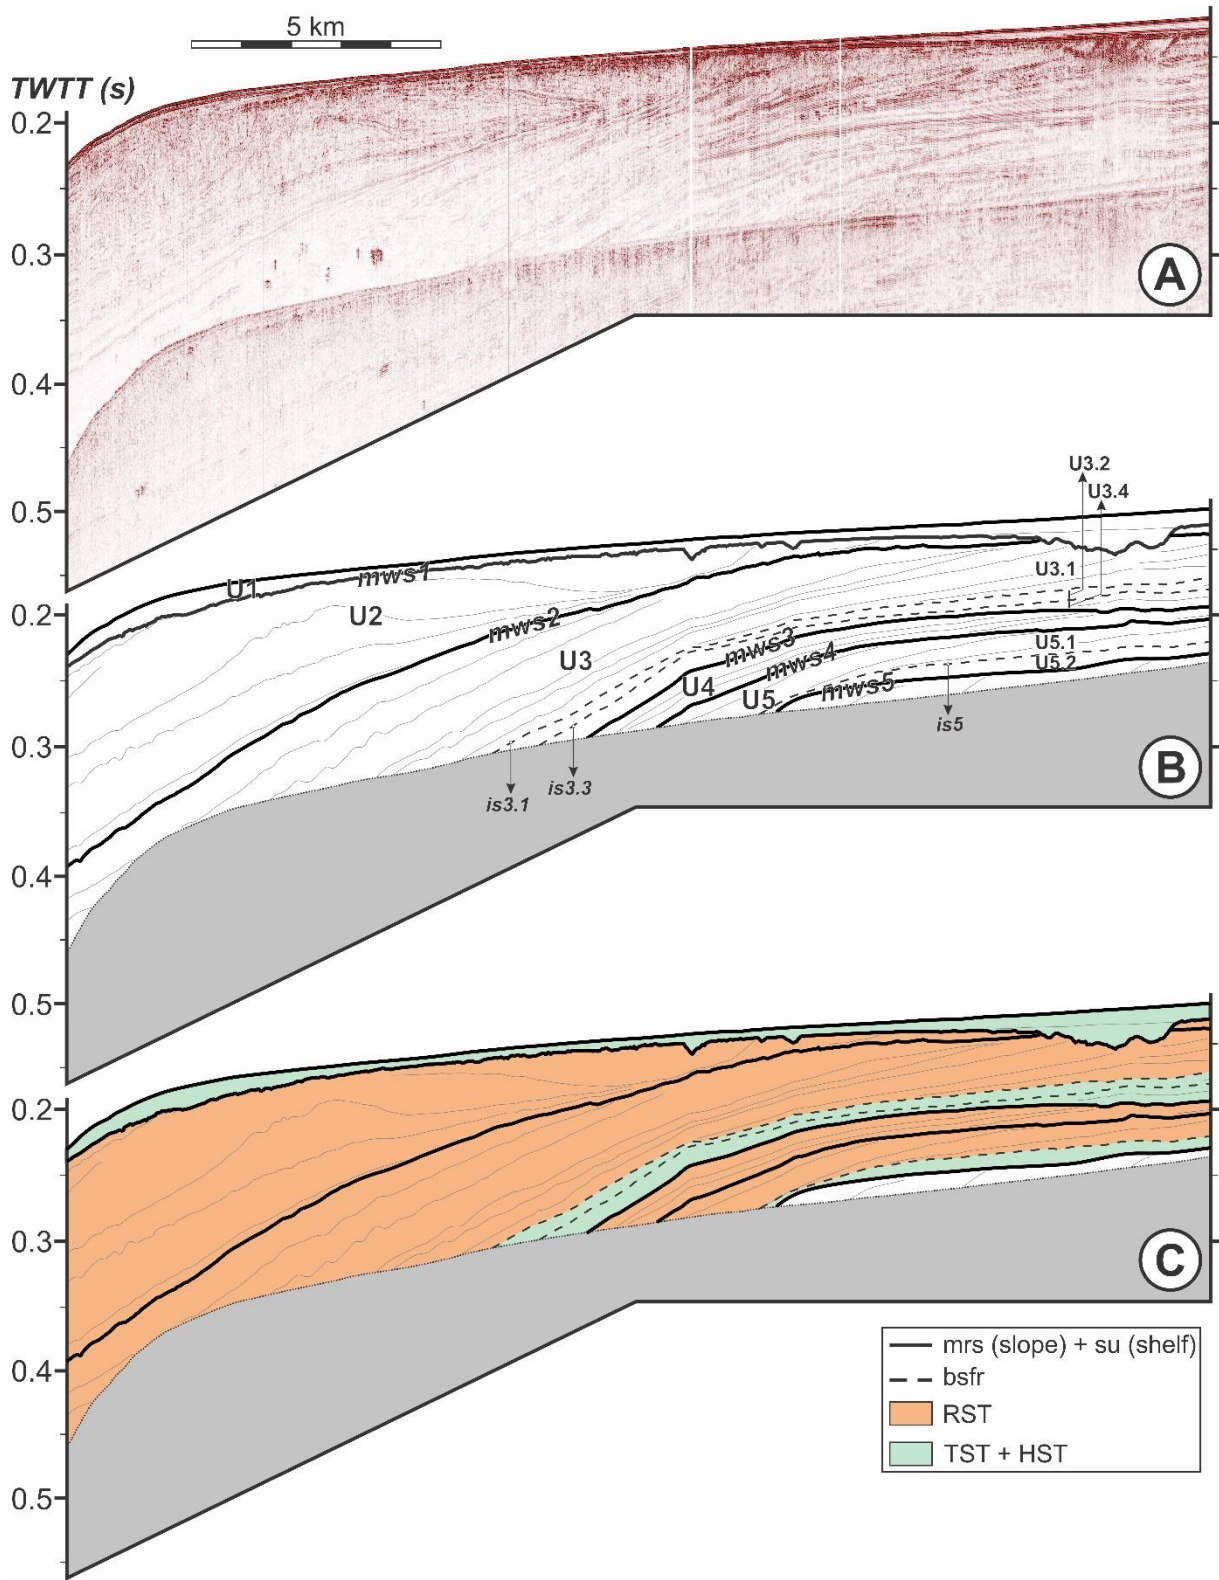 5 km
TWTT (s)
0.2
0.3
A
0.4
0.5
U3.2
U3.4
U1
mws1
U3.1
0.2
U2
mws2
mws3
U5.1
U3
mws4
U5.2
U4
U5
mws5
is5
0.3
B
is3.1
is3.3
0.4
0.5
0.2
0.3
C
mrs (slope) + su (shelf)
bsfr
0.4
RST
TST + HST
0.5